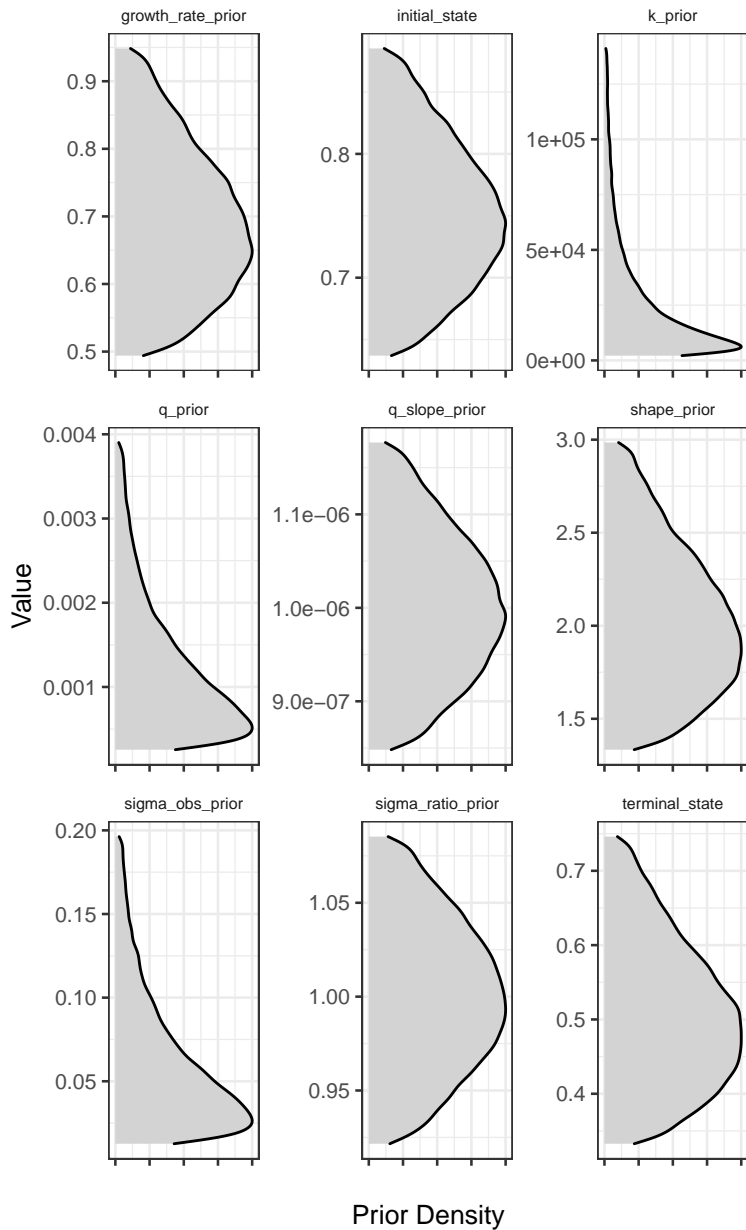 growth_rate_prior
0.9
0.8
0.7
0.6
0.5
initial_state
0.8
0.7
k_prior
1e+05
5e+04
0e+00
q_prior
0.004
0.003
0.002
0.001
q_slope_prior
1.1e−06
1.0e−06
9.0e−07
shape_prior
3.0
2.5
2.0
1.5
sigma_obs_prior
0.20
0.15
0.10
0.05
sigma_ratio_prior
1.05
1.00
0.95
terminal_state
0.7
0.6
0.5
0.4
Value
Prior Density